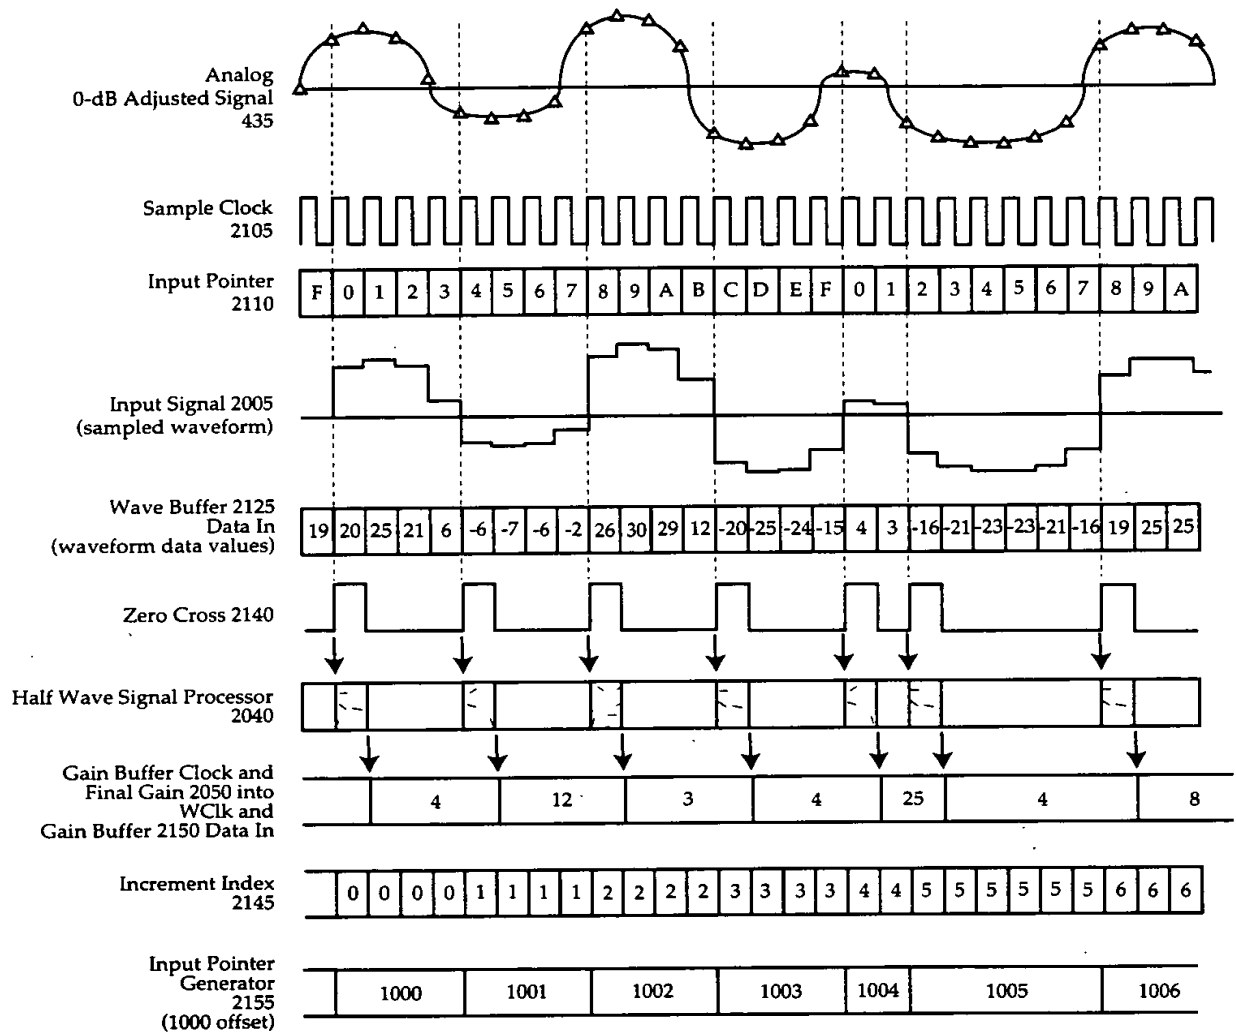 Analog
0-dB Adjusted Signal
435
Sample Clock
2105
Input Pointer
2110
F 0 1 2 3 4 5 6 7 8 9 A B C D E F 0 1 2 3 4 5 6 7 8 9 A
Input Signal 2005
(sampled waveform)
Wave Buffer 2125
Data In
(waveform data values)
19 20 25 21 6 -6 -7 -6 -2 26 30 29 12 -20 -25 -24 -15 4 3 -16 -21 -23 -23 -21 -16 19 25 25
Zero Cross 2140
Half Wave Signal Processor
2040
Gain Buffer Clock and
Final Gain 2050 into
WClk and
Gain Buffer 2150 Data In
4 12 3 4 25 4 8
Increment Index
2145
0 0 0 0 1 1 1 1 2 2 2 2 3 3 3 3 4 4 5 5 5 5 5 5 6 6 6
Input Pointer
Generator
2155
(1000 offset)
1000 1001 1002 1003 1004 1005 1006